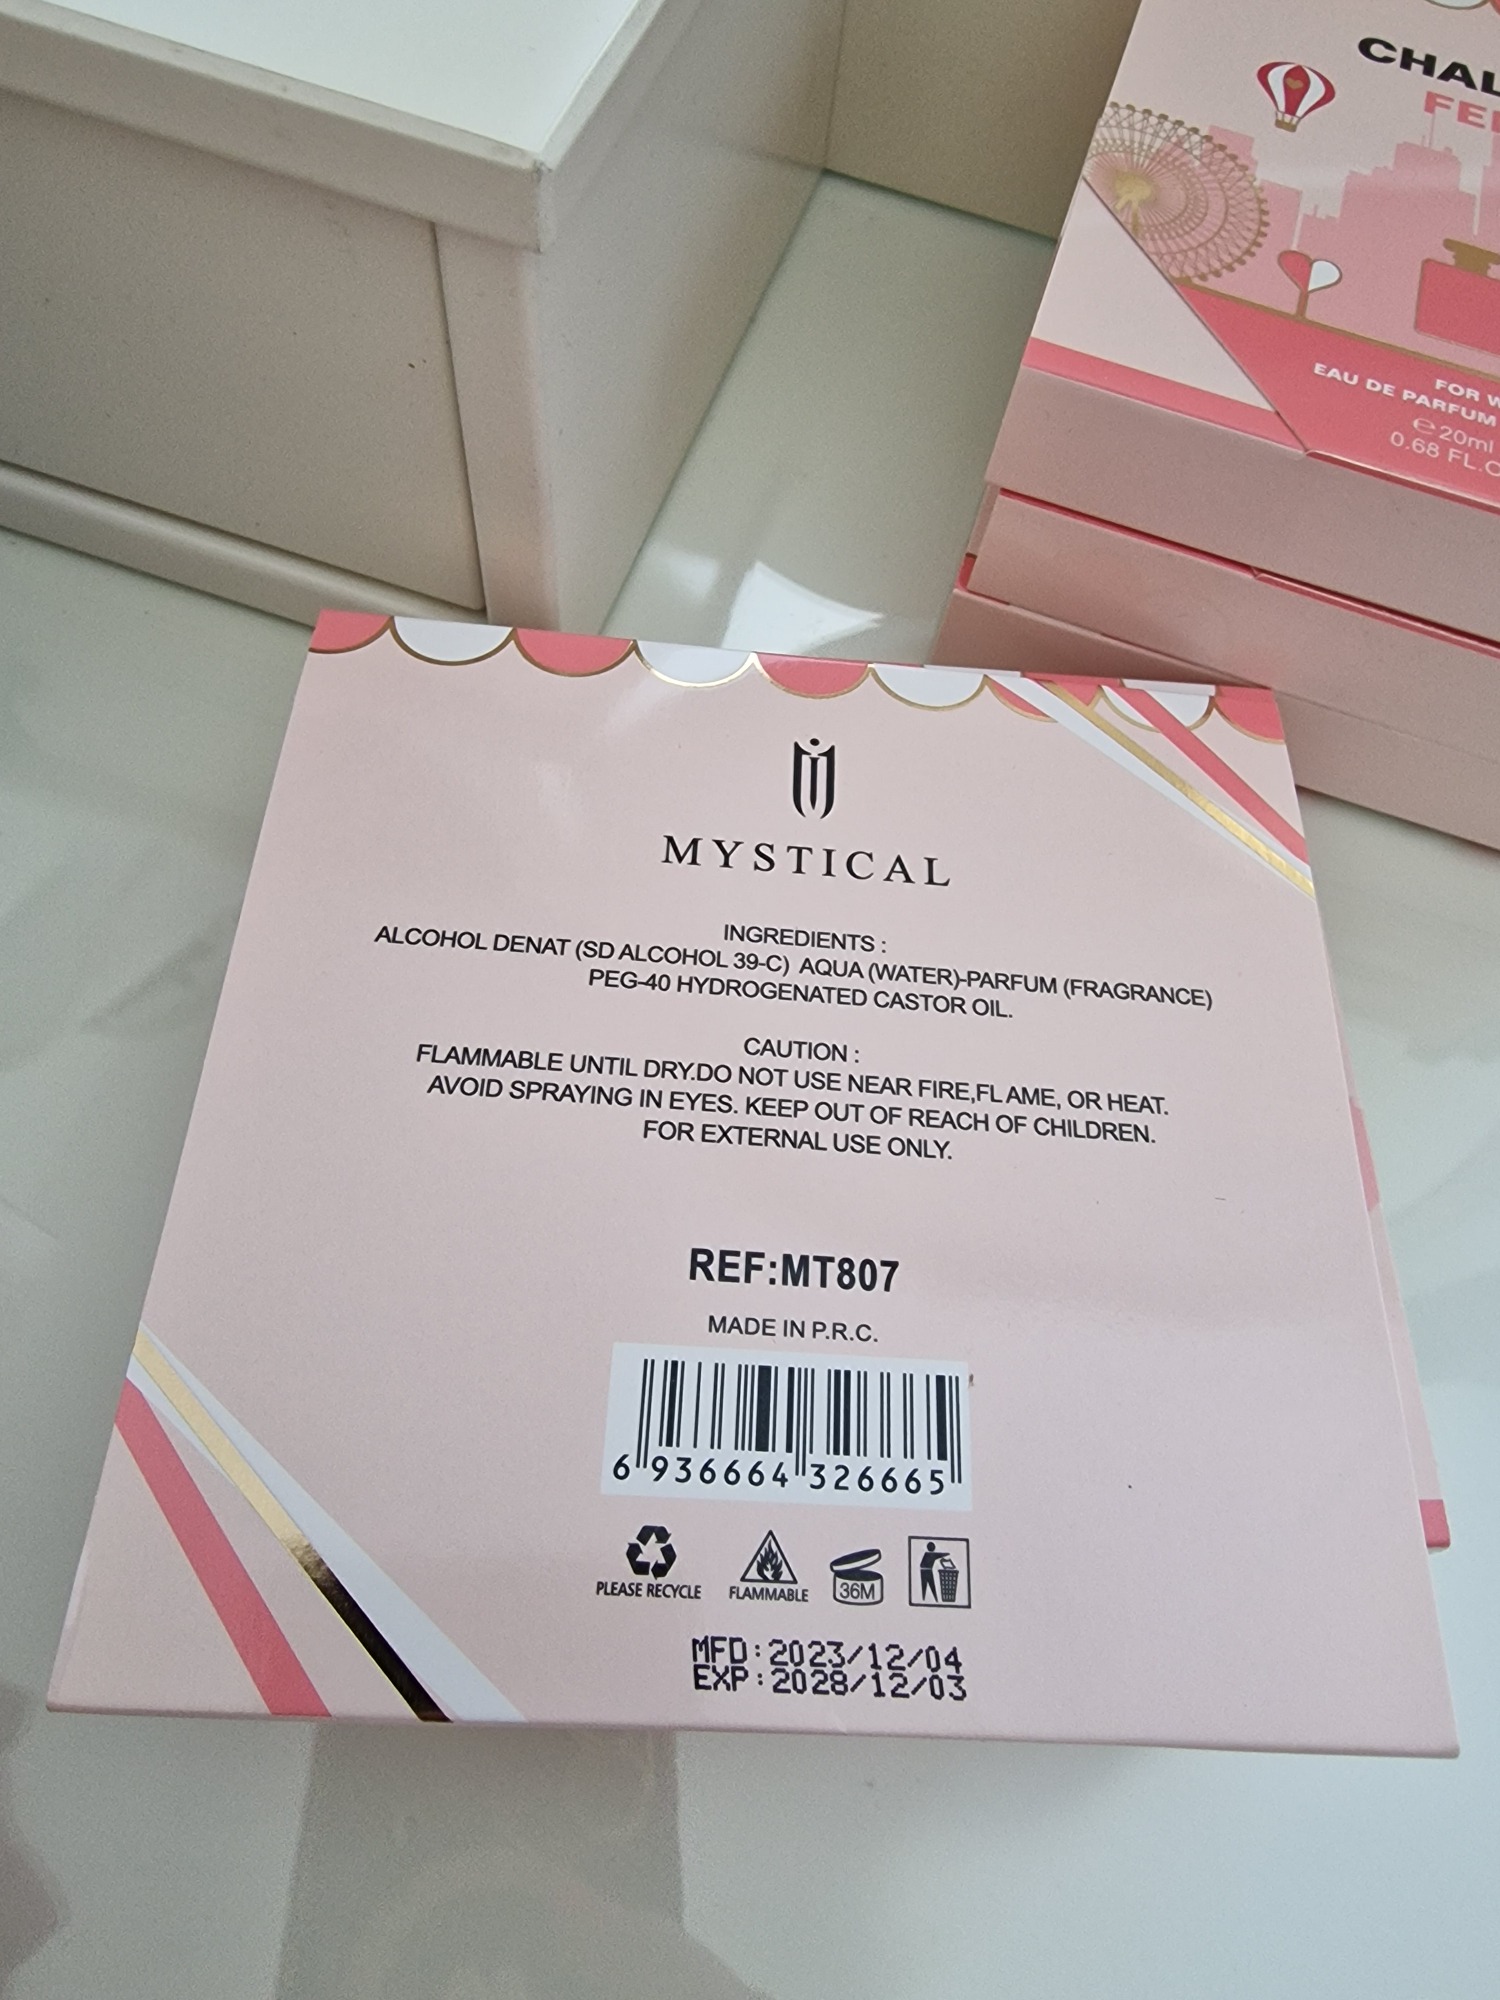 CHAL
FE
FOR W
EAU DE PARFUM
℮20ml
0.68 FL.O
MYSTICAL
INGREDIENTS :
ALCOHOL DENAT (SD ALCOHOL 39-C) AQUA (WATER)-PARFUM (FRAGRANCE)
PEG-40 HYDROGENATED CASTOR OIL.
CAUTION :
FLAMMABLE UNTIL DRY.DO NOT USE NEAR FIRE,FLAME, OR HEAT.
AVOID SPRAYING IN EYES. KEEP OUT OF REACH OF CHILDREN.
FOR EXTERNAL USE ONLY.
REF:MT807
MADE IN P.R.C.
6 936664 326665
PLEASE RECYCLE
FLAMMABLE
36M
MFD:2023/12/04
EXP:2028/12/03